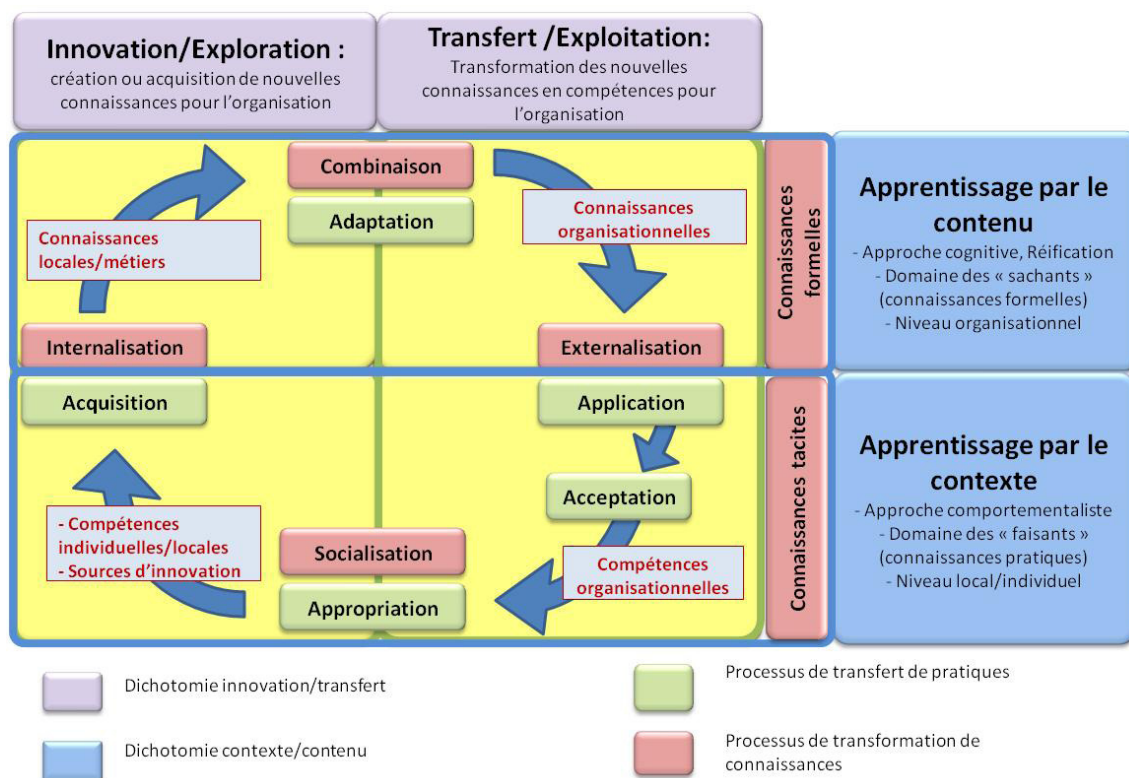 Innovation/Exploration :
création ou acquisition de nouvelles
connaissances pour l'organisation
Transfert /Exploitation:
Transformation des nouvelles
connaissances en compétences pour
l'organisation
Combinaison
Adaptation
Connaissances
locales/métiers
Connaissances
organisationnelles
Internalisation
Externalisation
Connaissances
formelles
Apprentissage par le
contenu
- Approche cognitive, Réification
- Domaine des « sachants »
(connaissances formelles)
- Niveau organisationnel
Acquisition
Application
Acceptation
- Compétences
individuelles/locales
- Sources d'innovation
Socialisation
Appropriation
Compétences
organisationnelles
Connaissances tacites
Apprentissage par le
contexte
- Approche comportementaliste
- Domaine des « faisants »
(connaissances pratiques)
- Niveau local/individuel
Dichotomie innovation/transfert
Processus de transfert de pratiques
Dichotomie contexte/contenu
Processus de transformation de
connaissances